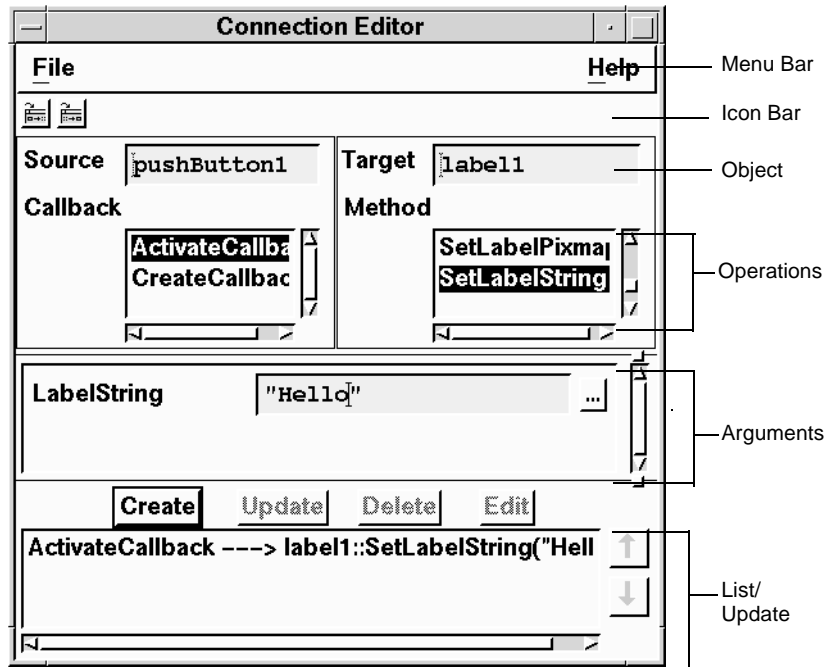 Connection Editor
File Help
Menu Bar
Icon Bar
Source pushButton1 Target label1
Object
Callback Method
ActivateCallba SetLabelPixma
CreateCallbac SetLabelString
Operations
LabelString "Hello" ...
Arguments
Create Update Delete Edit
ActivateCallback ---> label1::SetLabelString("Hell
List/
Update